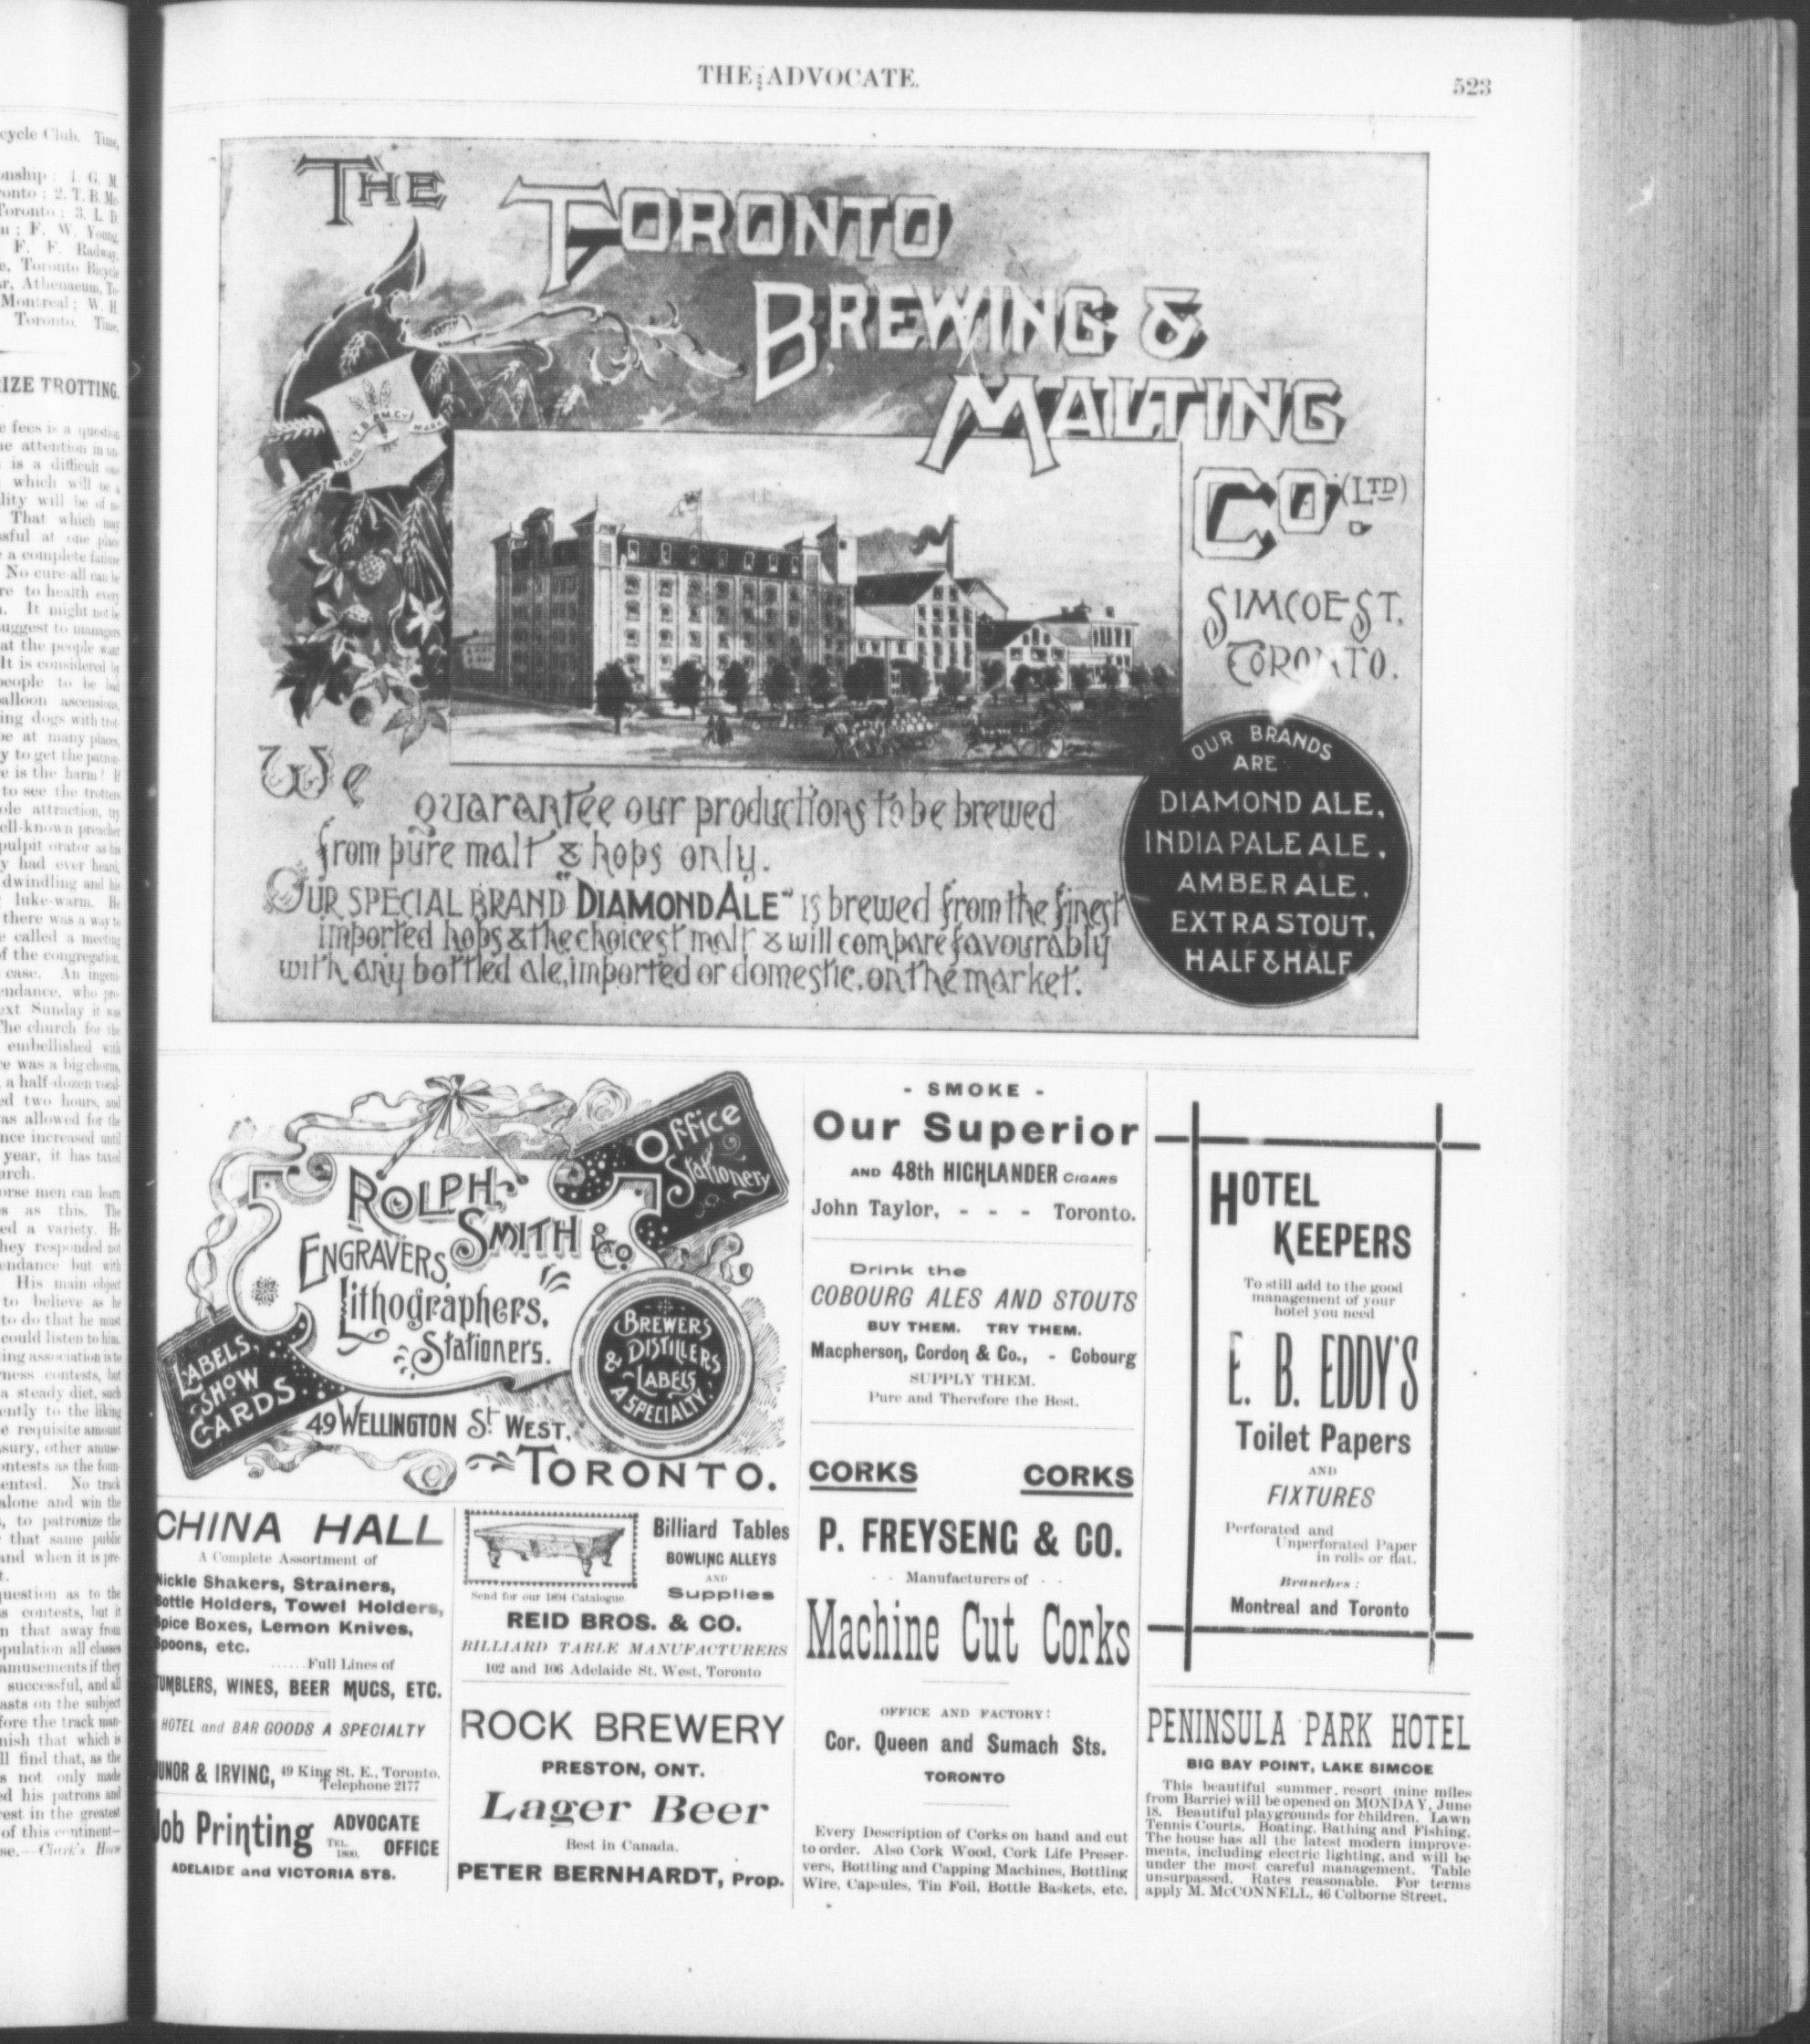 THE ADVOCATE.
523
THE TORONTO
BREWING &
MALTING
CO. (LTD)
SIMCOE ST.
TORONTO.
T.B.&M.Co
TRADE MARK
OUR BRANDS
ARE
DIAMOND ALE,
INDIA PALE ALE,
AMBER ALE,
EXTRA STOUT,
HALF & HALF
We guarantee our productions to be brewed
from pure malt & hops only.
OUR SPECIAL BRAND "DIAMOND ALE" is brewed from the finest
imported hops & the choicest malt & will compare favourably
with any bottled ale, imported or domestic, on the market.
OFFICE
Stationery
ROLPH,
SMITH & Co.
ENGRAVERS,
Lithographers,
Stationers.
LABELS,
SHOW
CARDS
BREWERS
& DISTILLERS
LABELS
A SPECIALTY.
49 WELLINGTON ST. WEST,
TORONTO.
CHINA HALL
A Complete Assortment of
Nickle Shakers, Strainers,
Bottle Holders, Towel Holders,
Spice Boxes, Lemon Knives,
Spoons, etc.
......Full Lines of
TUMBLERS, WINES, BEER MUGS, ETC.
HOTEL and BAR GOODS A SPECIALTY
JUNOR & IRVING, 49 King St. E., Toronto.
Telephone 2177
Job Printing ADVOCATE
TEL. 1800. OFFICE
ADELAIDE and VICTORIA STS.
Billiard Tables
BOWLING ALLEYS
AND
Supplies
Send for our 1894 Catalogue.
REID BROS. & CO.
BILLIARD TABLE MANUFACTURERS
102 and 106 Adelaide St. West, Toronto
ROCK BREWERY
PRESTON, ONT.
Lager Beer
Best in Canada.
PETER BERNHARDT, Prop.
- SMOKE -
Our Superior
AND 48th HIGHLANDER CIGARS
John Taylor, - - - Toronto.
Drink the
COBOURG ALES AND STOUTS
BUY THEM. TRY THEM.
Macpherson, Gordon & Co., - Cobourg
SUPPLY THEM.
Pure and Therefore the Best.
CORKS CORKS
P. FREYSENG & CO.
- - Manufacturers of - -
Machine Cut Corks
OFFICE AND FACTORY:
Cor. Queen and Sumach Sts.
TORONTO
Every Description of Corks on hand and cut
to order. Also Cork Wood, Cork Life Preser-
vers, Bottling and Capping Machines, Bottling
Wire, Capsules, Tin Foil, Bottle Baskets, etc.
HOTEL
KEEPERS
To still add to the good
management of your
hotel you need
E. B. EDDY'S
Toilet Papers
AND
FIXTURES
Perforated and
Unperforated Paper
in rolls or flat.
Branches:
Montreal and Toronto
PENINSULA PARK HOTEL
BIG BAY POINT, LAKE SIMCOE
This beautiful summer resort (nine miles
from Barrie) will be opened on MONDAY, June
18. Beautiful playgrounds for children, Lawn
Tennis Courts, Boating, Bathing and Fishing.
The house has all the latest modern improve-
ments, including electric lighting, and will be
under the most careful management. Table
unsurpassed. Rates reasonable. For terms
apply M. McCONNELL, 46 Colborne Street.